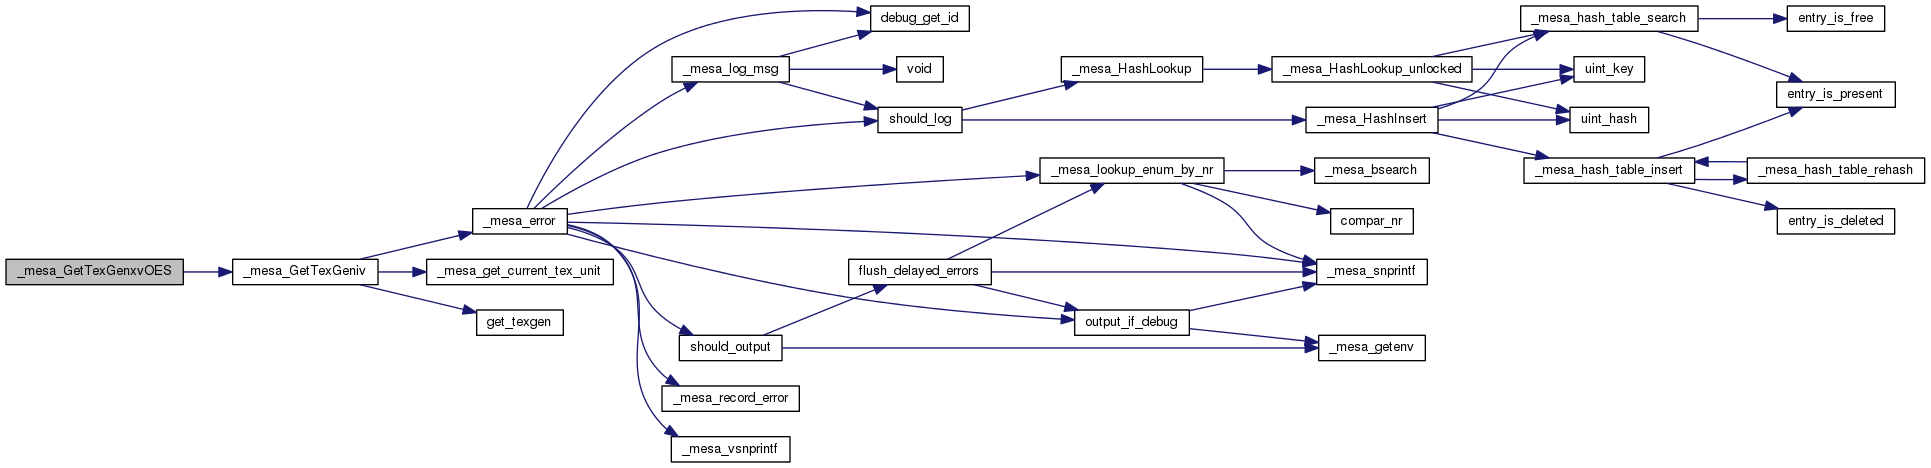 _mesa_GetTexGenxvOES
_mesa_GetTexGeniv
_mesa_error
_mesa_get_current_tex_unit
get_texgen
debug_get_id
_mesa_log_msg
void
should_log
_mesa_HashLookup
_mesa_HashLookup_unlocked
_mesa_HashInsert
_mesa_hash_table_search
entry_is_free
uint_key
entry_is_present
uint_hash
_mesa_hash_table_insert
_mesa_hash_table_rehash
entry_is_deleted
_mesa_lookup_enum_by_nr
_mesa_bsearch
compar_nr
flush_delayed_errors
_mesa_snprintf
output_if_debug
should_output
_mesa_getenv
_mesa_record_error
_mesa_vsnprintf